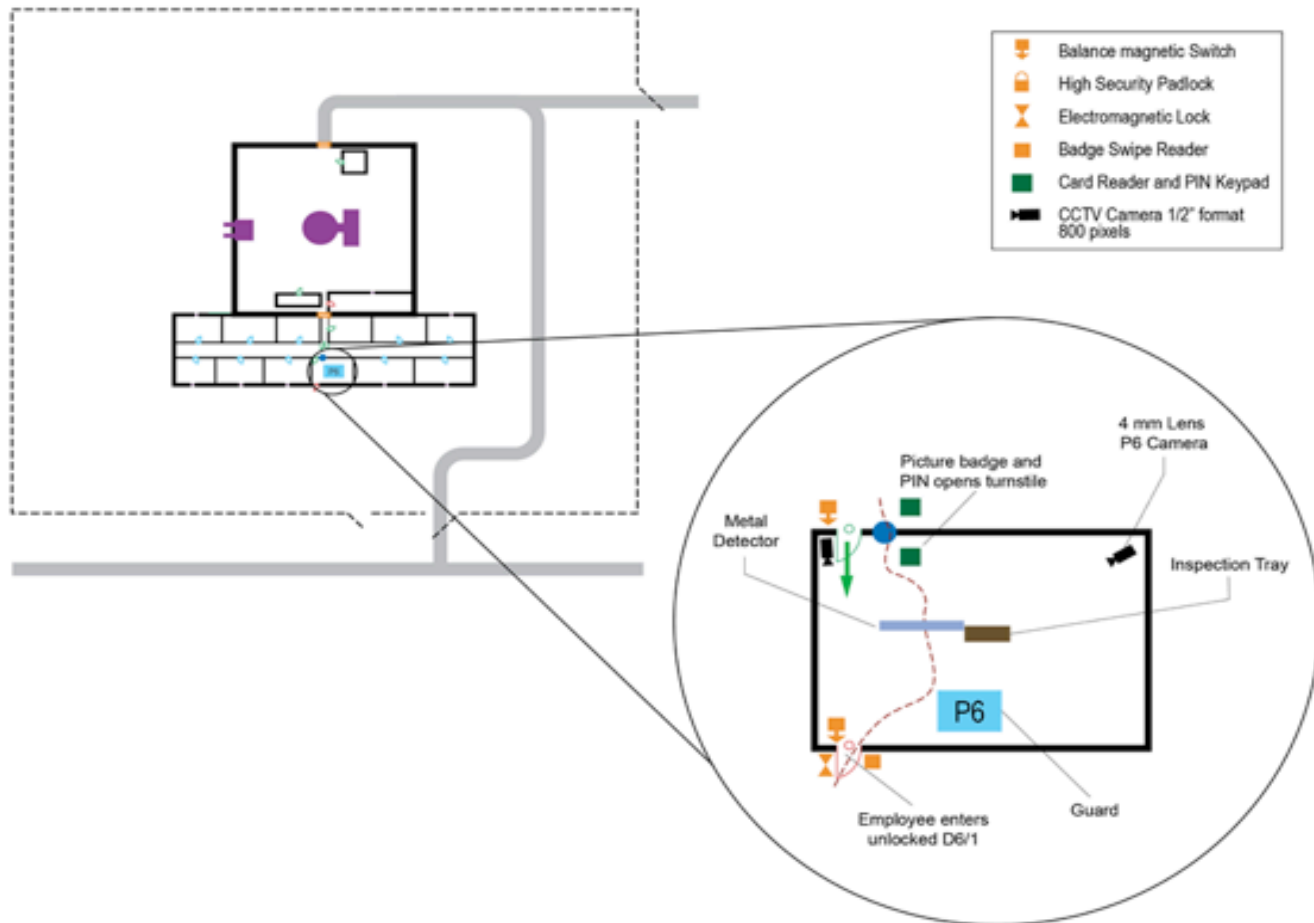 Balance magnetic Switch
High Security Padlock
Electromagnetic Lock
Badge Swipe Reader
Card Reader and PIN Keypad
CCTV Camera 1/2" format
800 pixels
P6
4 mm Lens
P6 Camera
Picture badge and
PIN opens turnstile
Metal
Detector
Inspection Tray
P6
Employee enters
unlocked D6/1
Guard